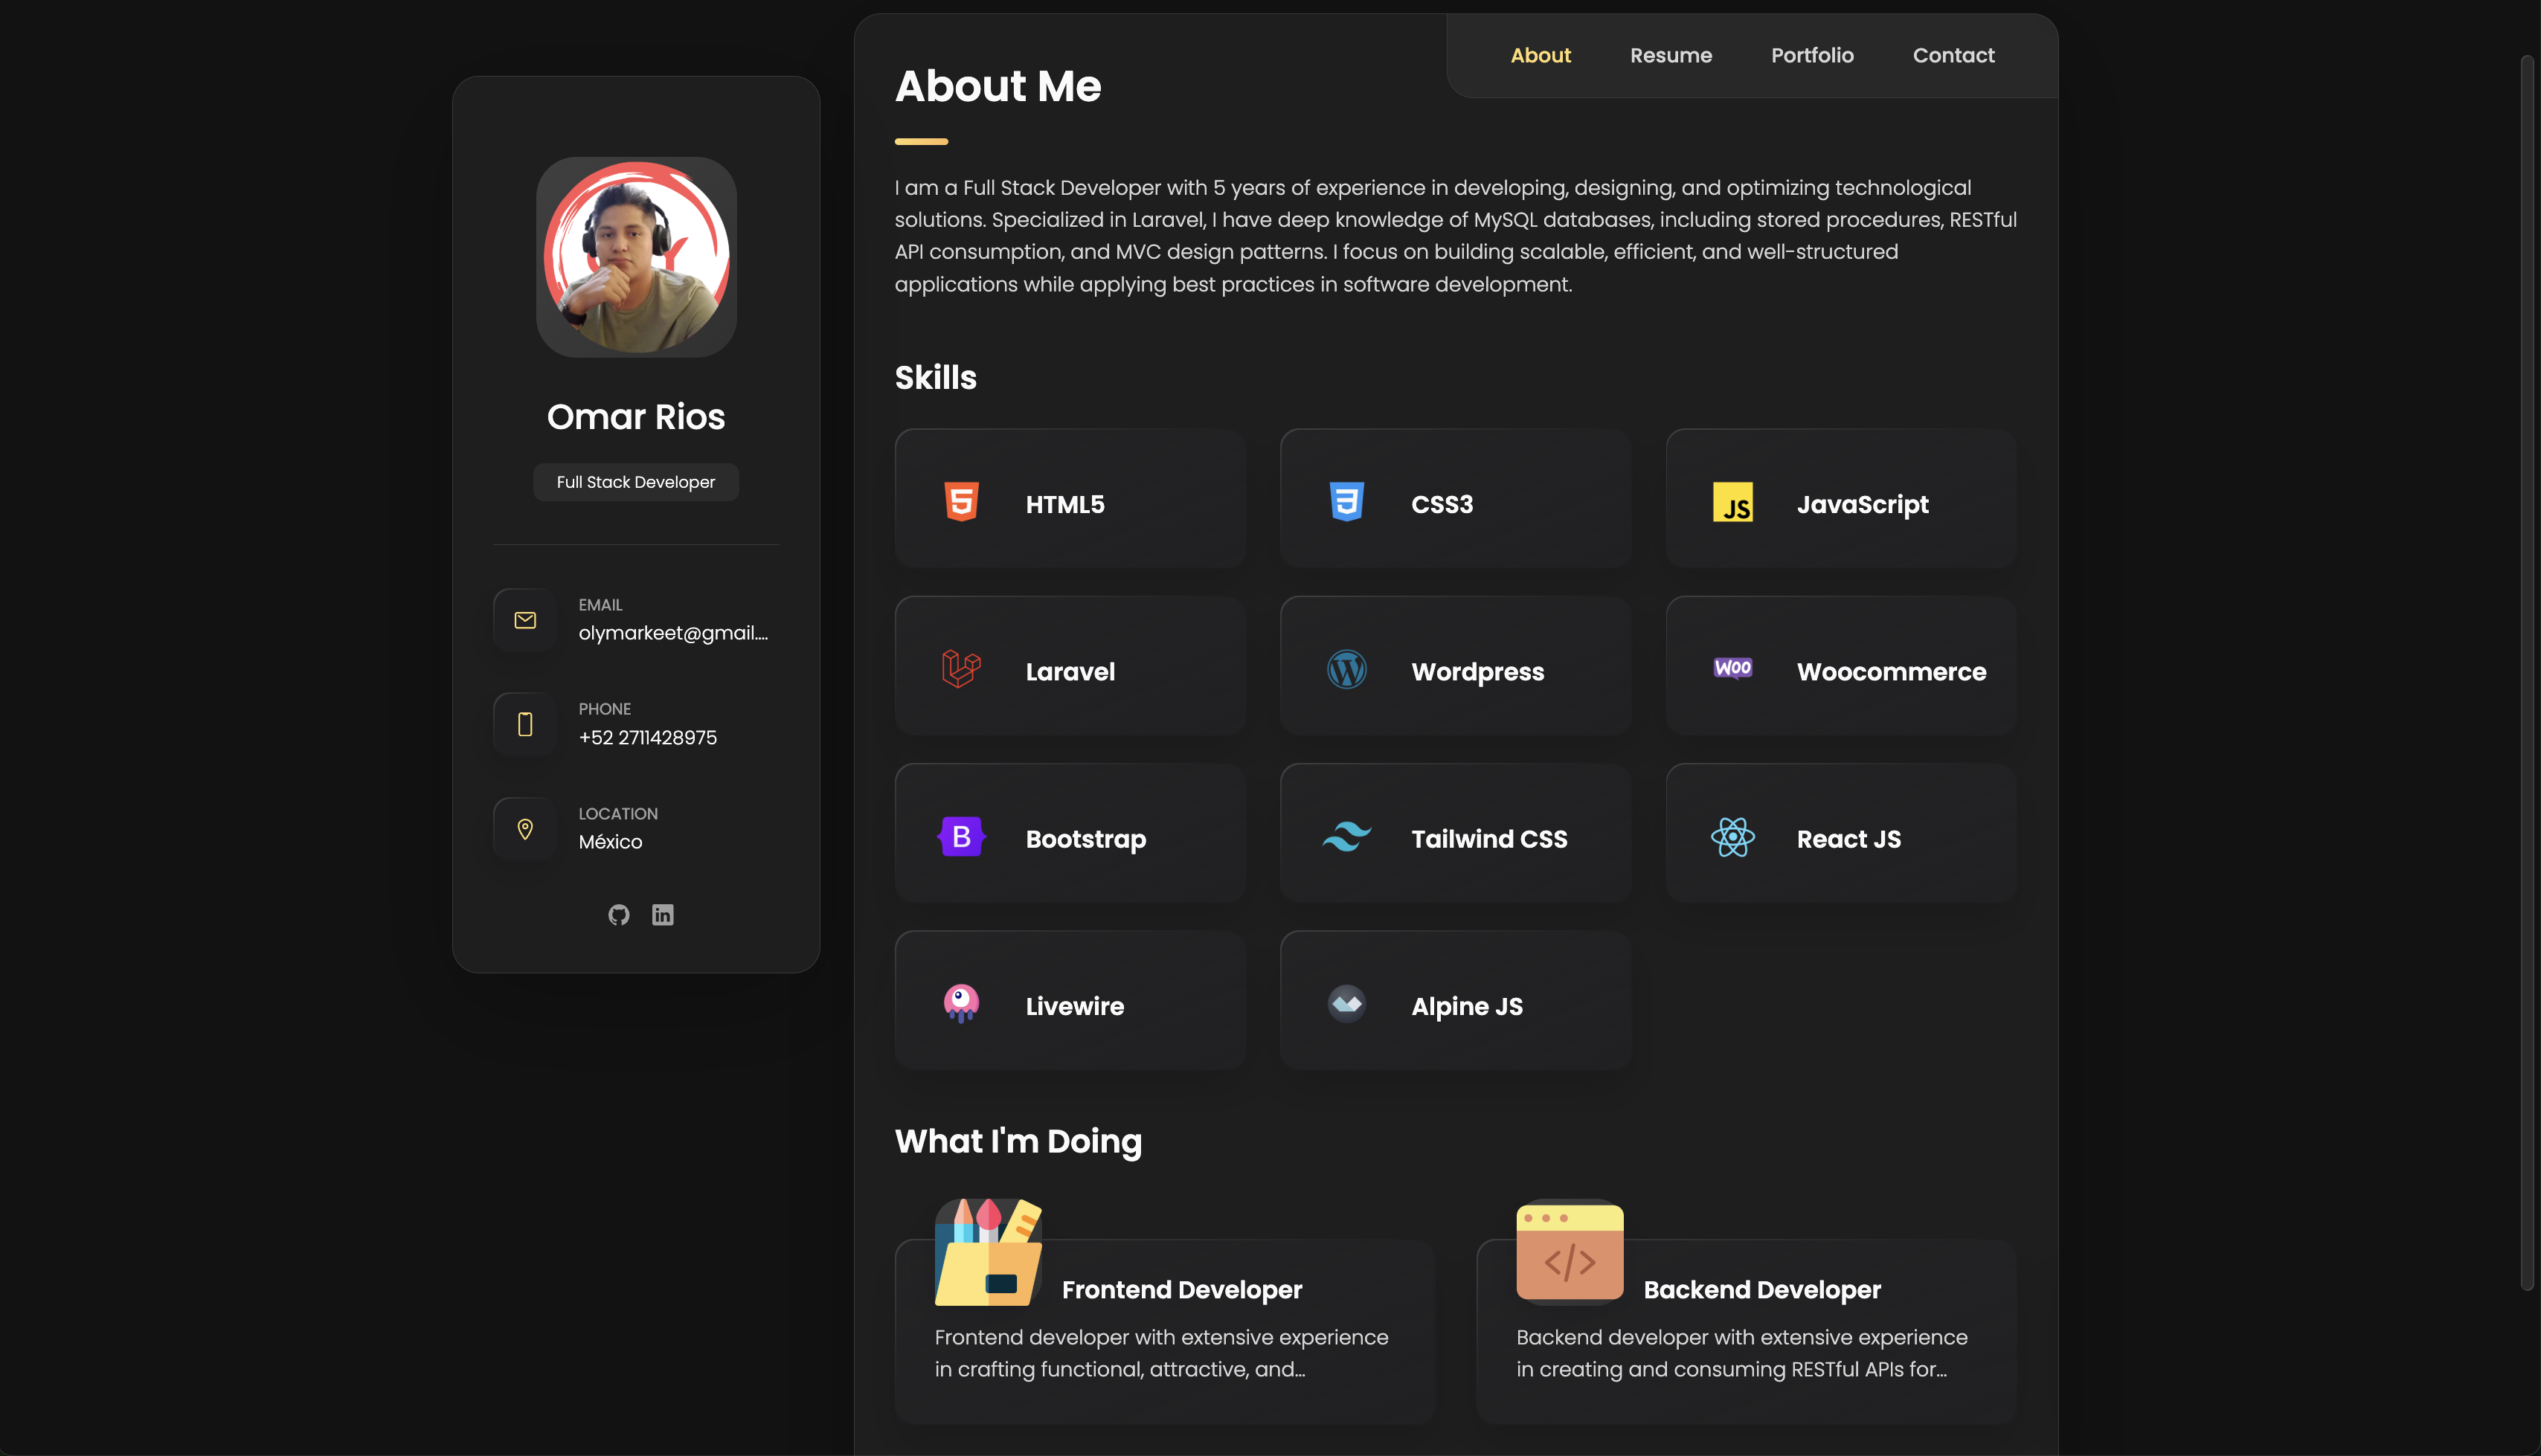 Omar Rios
Full Stack Developer
EMAIL
olymarkeet@gmail....
PHONE
+52 2711428975
LOCATION
México
in
About
Resume
Portfolio
Contact
About Me
I am a Full Stack Developer with 5 years of experience in developing, designing, and optimizing technological
solutions. Specialized in Laravel, I have deep knowledge of MySQL databases, including stored procedures, RESTful
API consumption, and MVC design patterns. I focus on building scalable, efficient, and well-structured
applications while applying best practices in software development.
Skills
5
HTML5
3
CSS3
JS
JavaScript
Laravel
W
Wordpress
WOO
Woocommerce
B
Bootstrap
Tailwind CSS
React JS
Livewire
Alpine JS
What I'm Doing
Frontend Developer
Frontend developer with extensive experience
in crafting functional, attractive, and...
</>
Backend Developer
Backend developer with extensive experience
in creating and consuming RESTful APIs for...